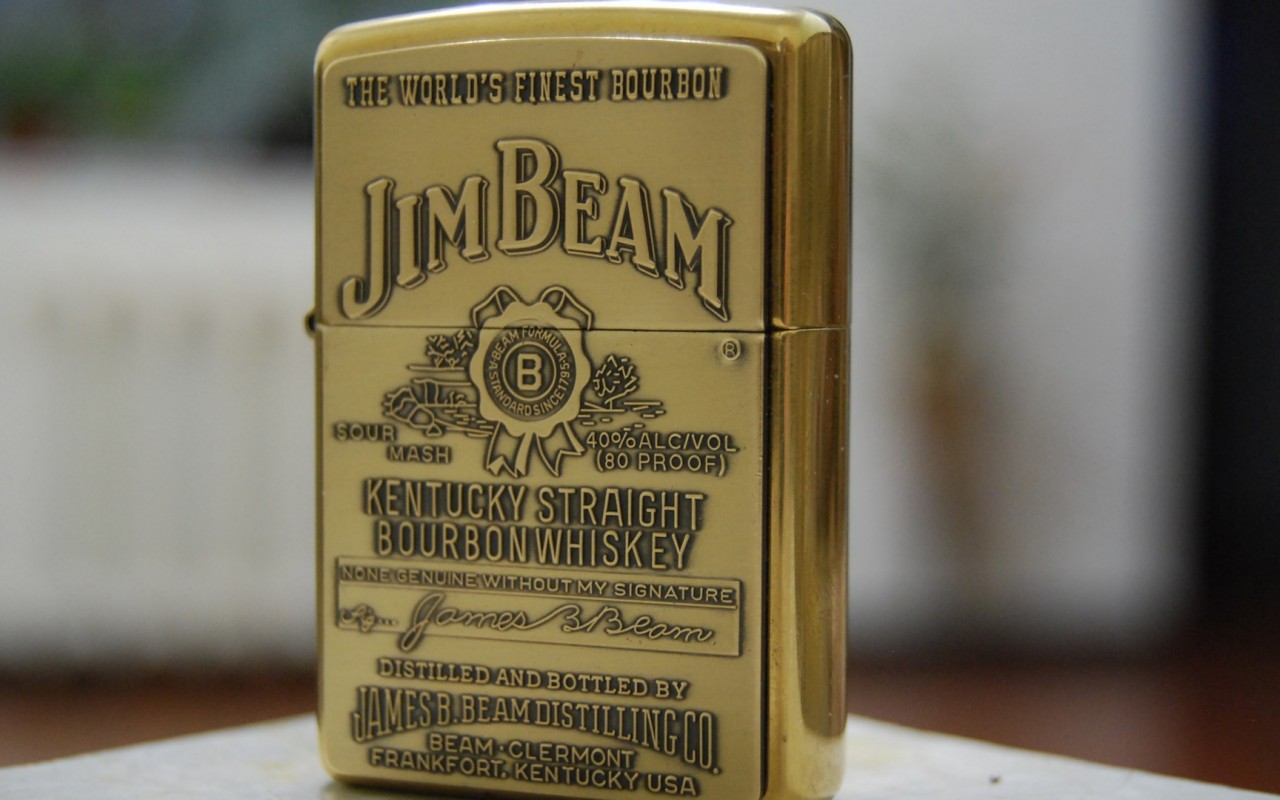 THE WORLD'S FINEST BOURBON
JIM BEAM
®
BEAM FORMULA
B
A STANDARD SINCE 1795
SOUR
MASH
40% ALC/VOL
(80 PROOF)
KENTUCKY STRAIGHT
BOURBON WHISKEY
NONE GENUINE WITHOUT MY SIGNATURE
James B Beam
DISTILLED AND BOTTLED BY
JAMES B. BEAM DISTILLING CO.
BEAM · CLERMONT
FRANKFORT, KENTUCKY USA